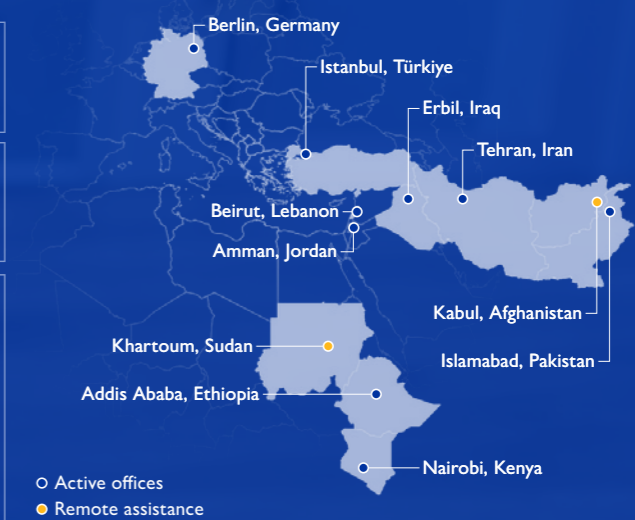 Berlin, Germany
Istanbul, Türkiye
Erbil, Iraq
Tehran, Iran
Beirut, Lebanon
Amman, Jordan
Kabul, Afghanistan
Khartoum, Sudan
Islamabad, Pakistan
Addis Ababa, Ethiopia
Nairobi, Kenya
Active offices
Remote assistance